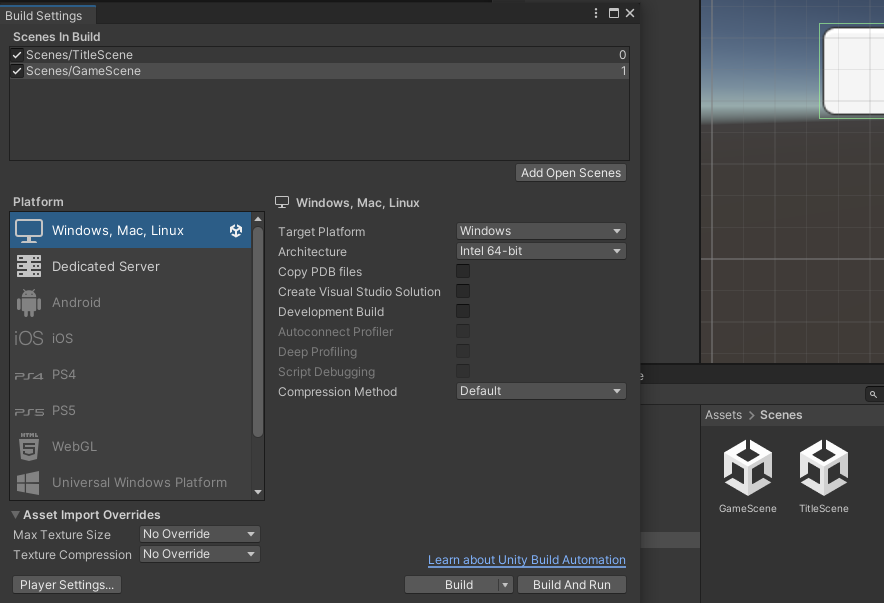 Build Settings
Scenes In Build
Scenes/TitleScene 0
Scenes/GameScene 1
Add Open Scenes
Platform
Windows, Mac, Linux
Dedicated Server
Android
iOS iOS
PS4 PS4
PS5 PS5
HTML 5 WebGL
Universal Windows Platform
Windows, Mac, Linux
Target Platform Windows
Architecture Intel 64-bit
Copy PDB files
Create Visual Studio Solution
Development Build
Autoconnect Profiler
Deep Profiling
Script Debugging
Compression Method Default
Asset Import Overrides
Max Texture Size No Override
Texture Compression No Override
Learn about Unity Build Automation
Player Settings...
Build
Build And Run
Assets > Scenes
GameScene
TitleScene